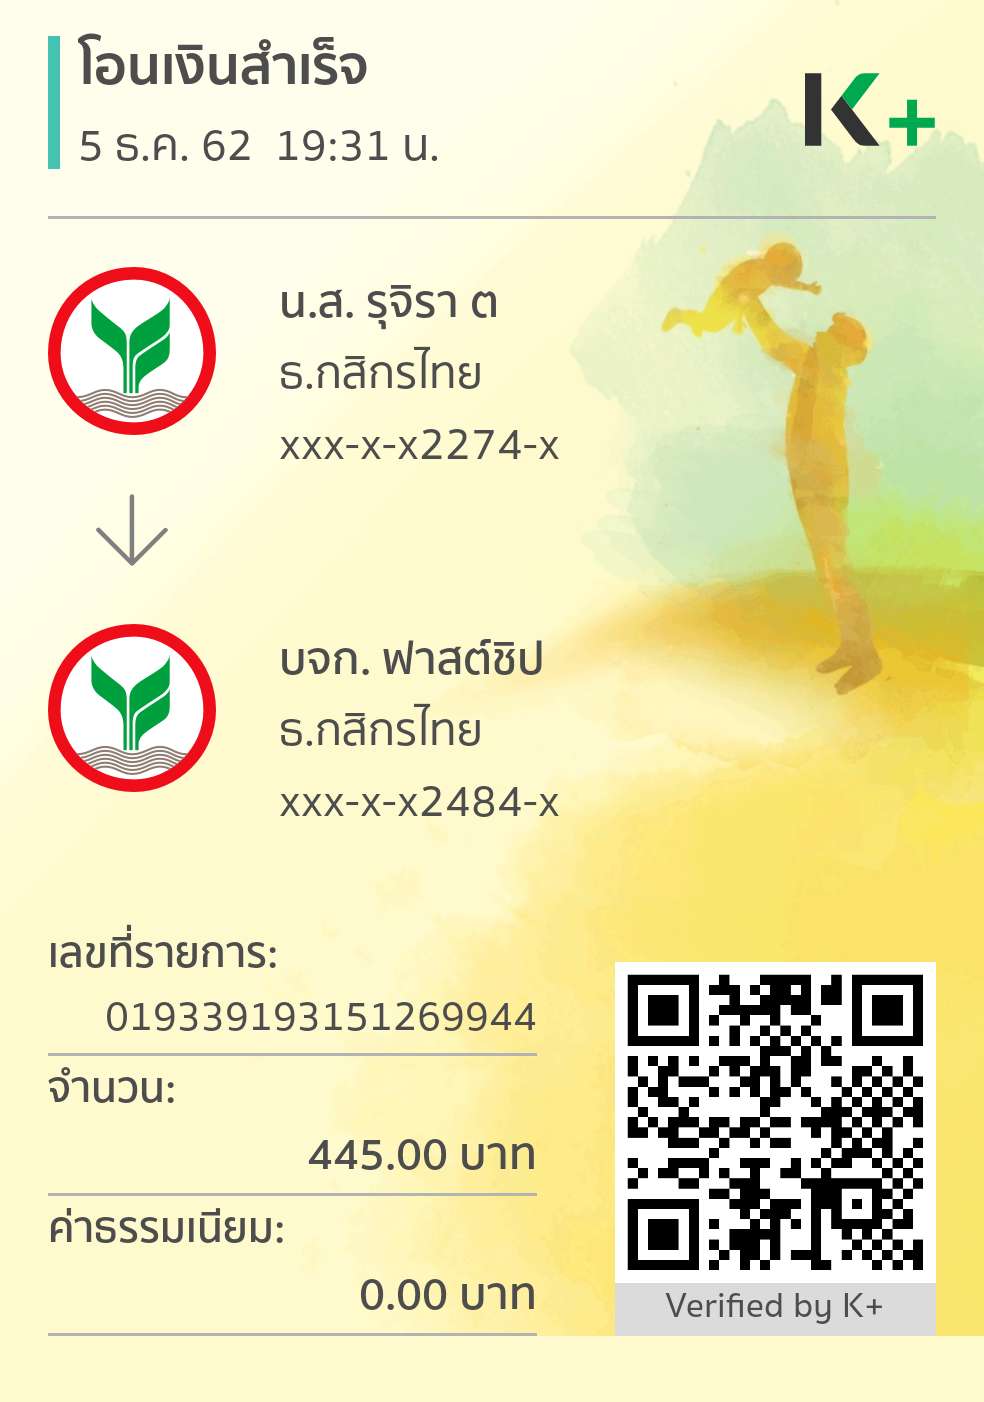 โอนเงินสำเร็จ
5 ธ.ค. 62 19:31 น.
K+
น.ส. รุจิรา ต
ธ.กสิกรไทย
xxx-x-x2274-x
บจก. ฟาสต์ชิป
ธ.กสิกรไทย
xxx-x-x2484-x
เลขที่รายการ:
019339193151269944
จำนวน:
445.00 บาท
ค่าธรรมเนียม:
0.00 บาท
Verified by K+